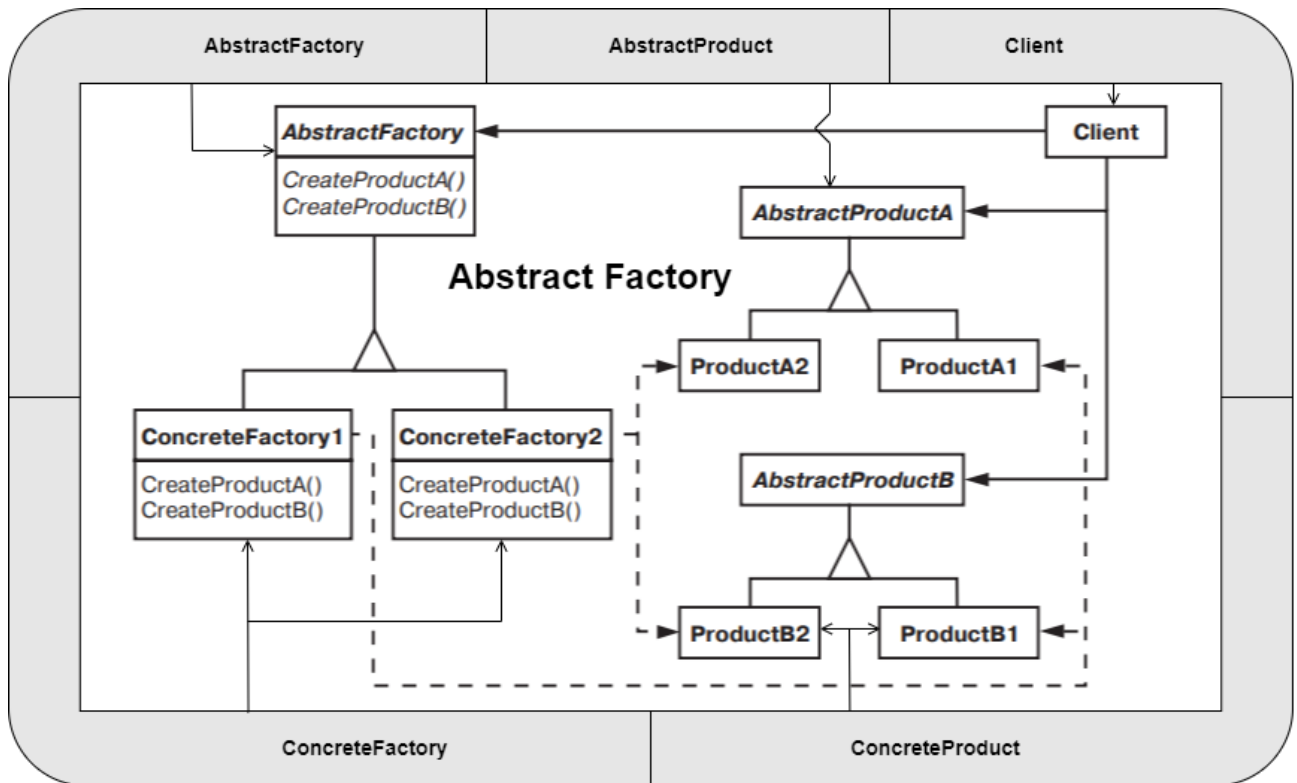 AbstractFactory
AbstractProduct
Client
AbstractFactory
CreateProductA()
CreateProductB()
Client
AbstractProductA
Abstract Factory
ProductA2
ProductA1
ConcreteFactory1
CreateProductA()
CreateProductB()
ConcreteFactory2
CreateProductA()
CreateProductB()
AbstractProductB
ProductB2
ProductB1
ConcreteFactory
ConcreteProduct